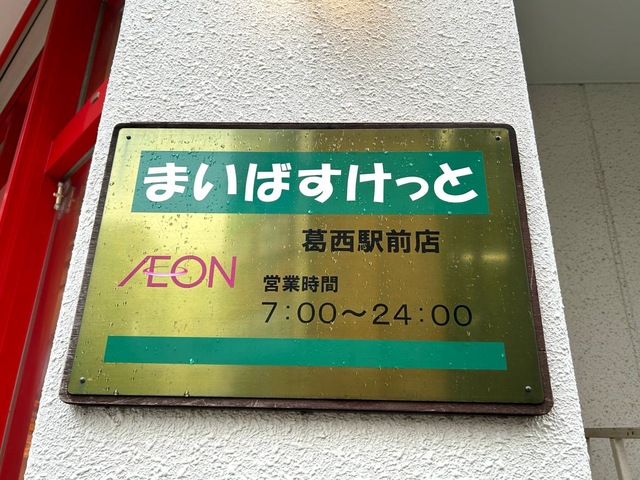 まいばすけっと
葛西駅前店
ÆON
営業時間
7:00～24:00